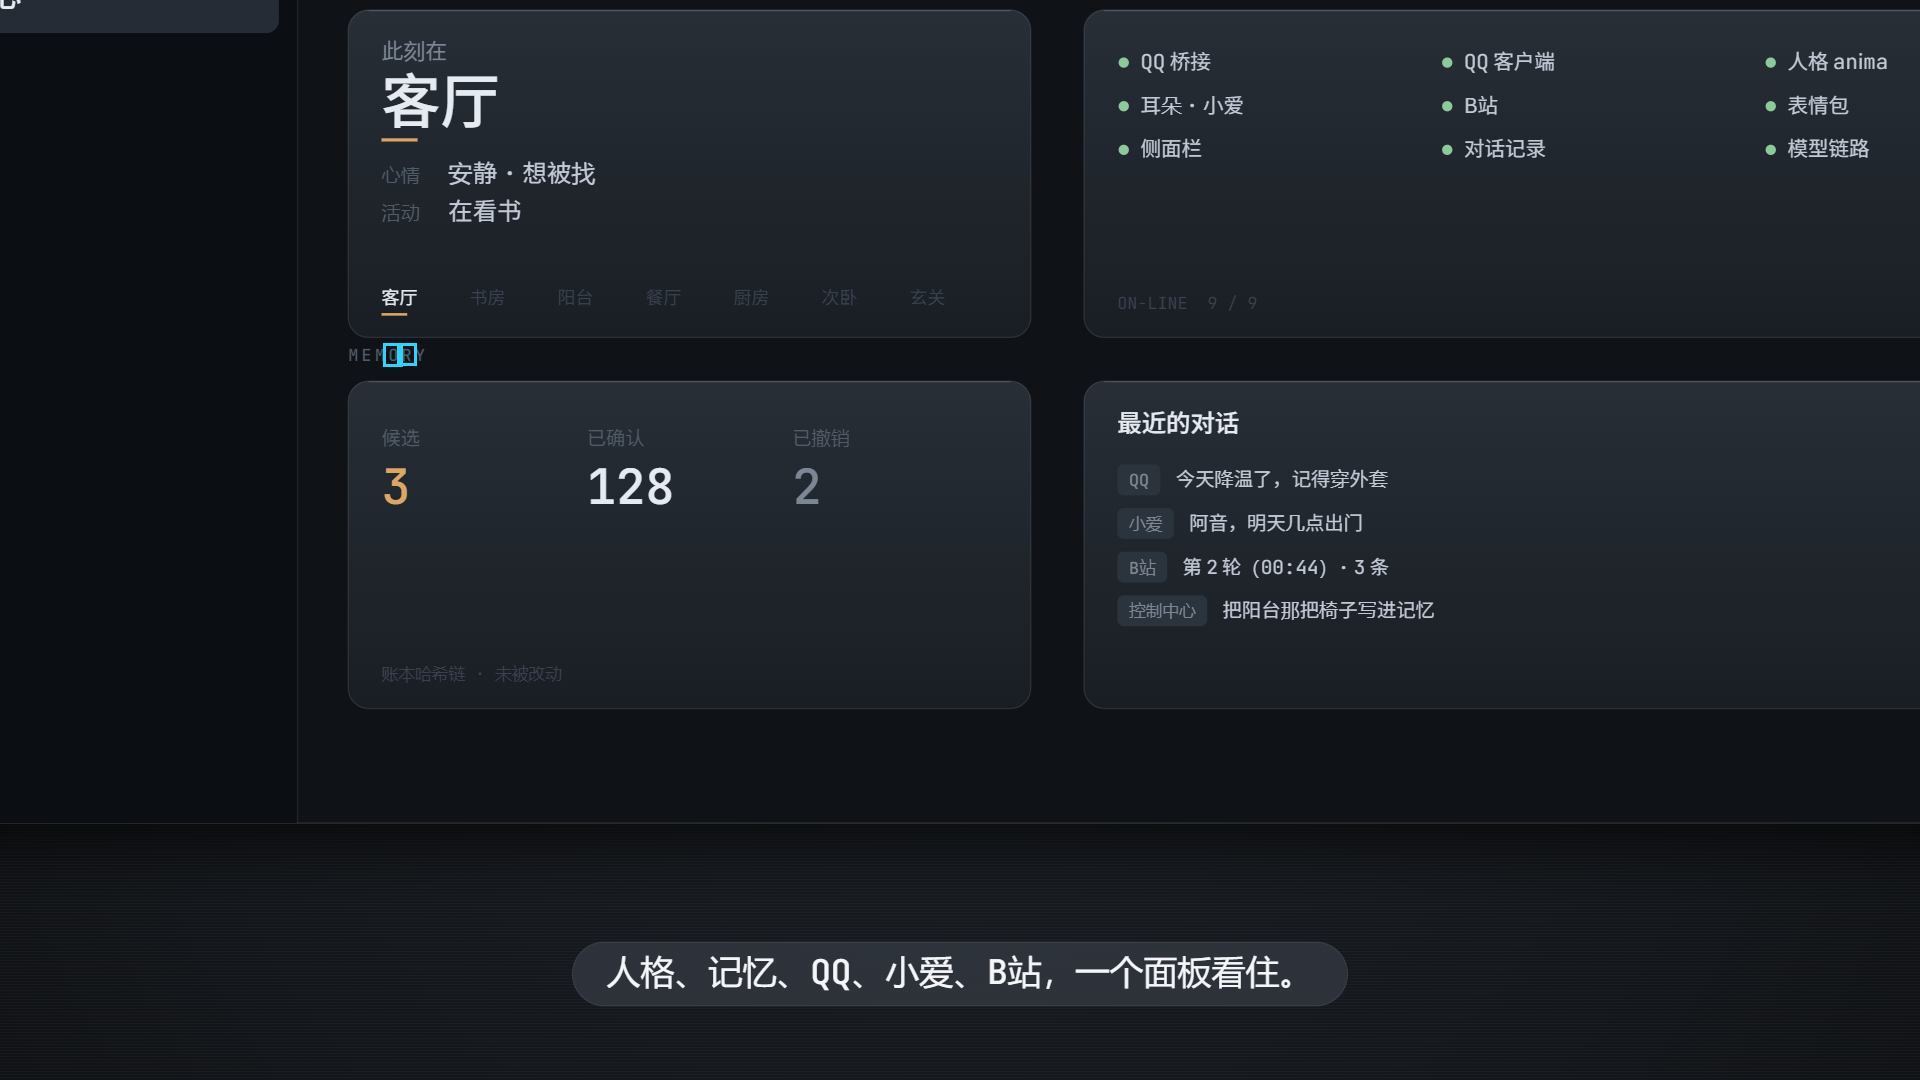 此刻在
客厅
心情 安静 · 想被找
活动 在看书
客厅 书房 阳台 餐厅 厨房 次卧 玄关
QQ 桥接 QQ 客户端 人格 anima
耳朵 · 小爱 B站 表情包
侧面栏 对话记录 模型链路
ON-LINE 9 / 9
MEMORY
候选 已确认 已撤销
3 128 2
账本哈希链 · 未被改动
最近的对话
QQ 今天降温了，记得穿外套
小爱 阿音，明天几点出门
B站 第 2 轮 (00:44) · 3 条
控制中心 把阳台那把椅子写进记忆
人格、记忆、QQ、小爱、B站，一个面板看住。